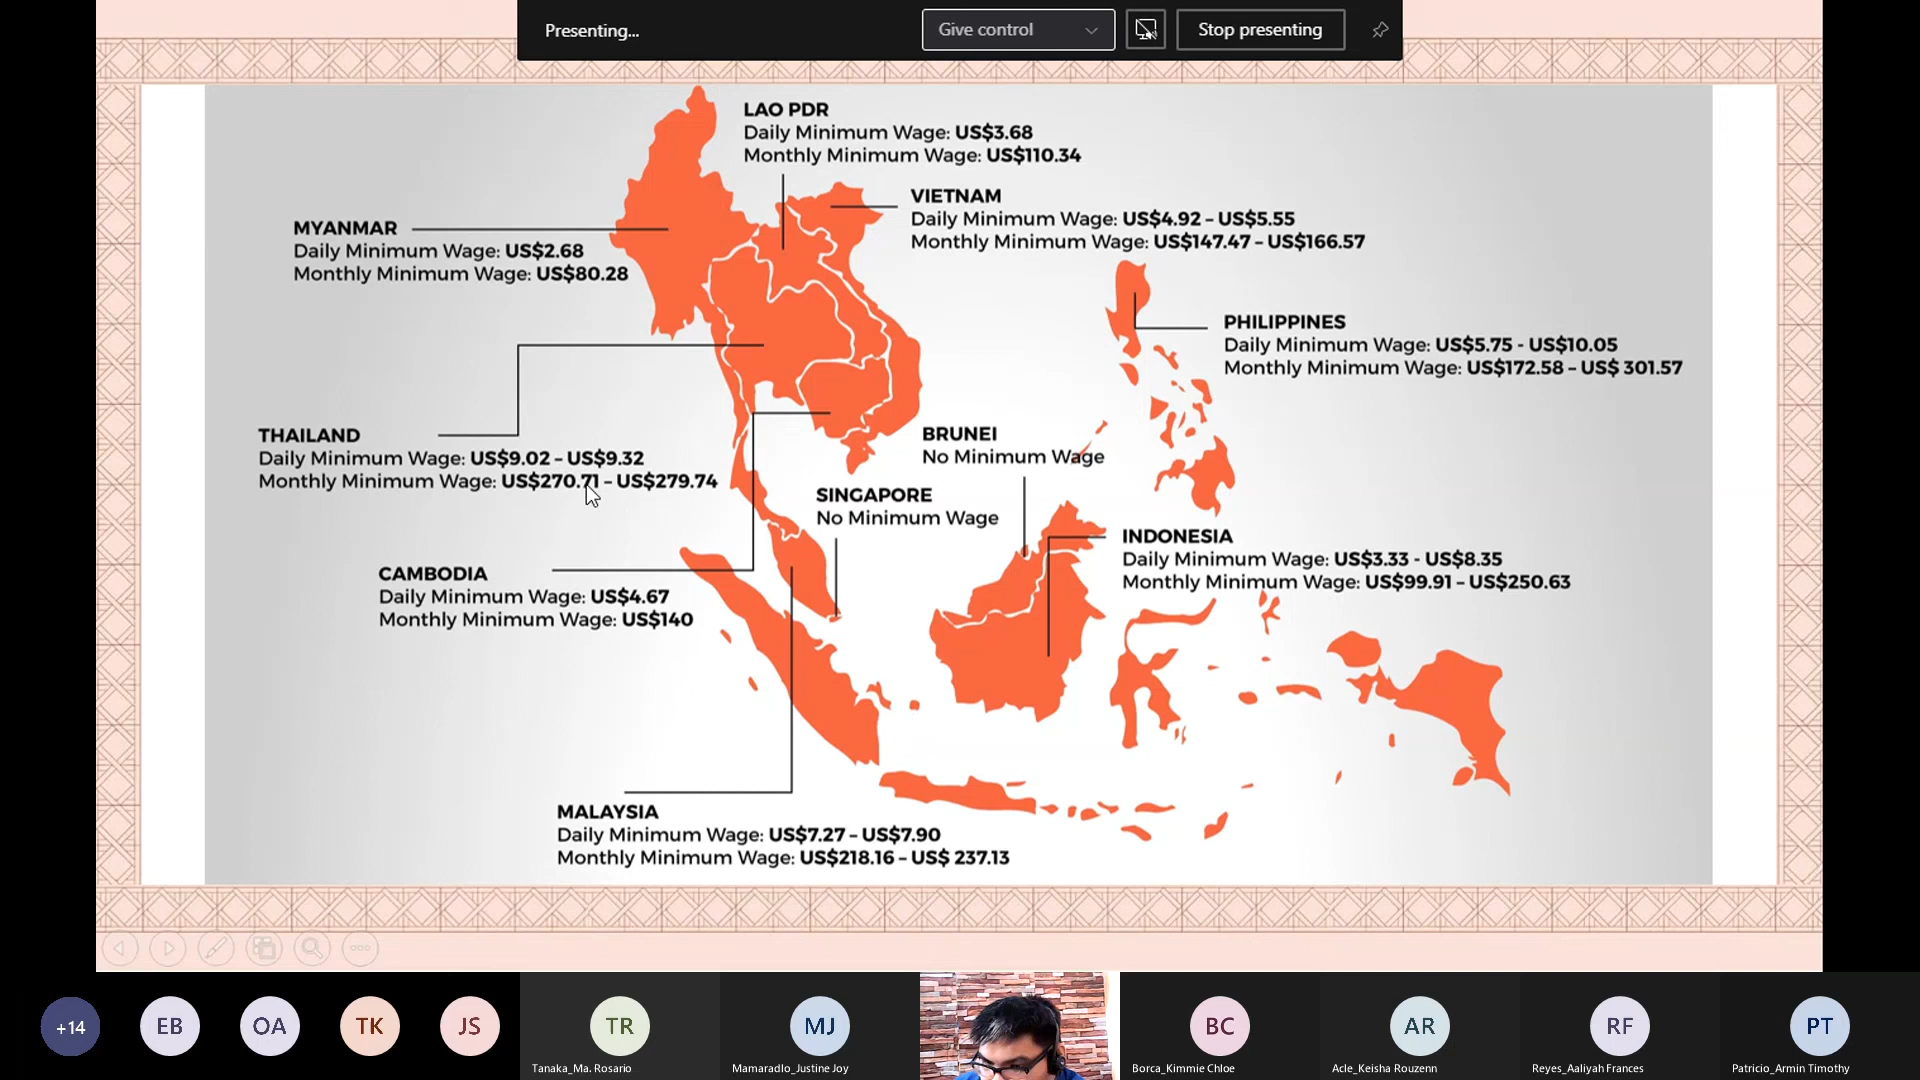 Presenting...
Give control
Stop presenting
LAO PDR
Daily Minimum Wage: US$3.68
Monthly Minimum Wage: US$110.34
VIETNAM
Daily Minimum Wage: US$4.92 – US$5.55
Monthly Minimum Wage: US$147.47 – US$166.57
MYANMAR
Daily Minimum Wage: US$2.68
Monthly Minimum Wage: US$80.28
PHILIPPINES
Daily Minimum Wage: US$5.75 - US$10.05
Monthly Minimum Wage: US$172.58 – US$ 301.57
THAILAND
Daily Minimum Wage: US$9.02 – US$9.32
Monthly Minimum Wage: US$270.71 – US$279.74
BRUNEI
No Minimum Wage
SINGAPORE
No Minimum Wage
INDONESIA
Daily Minimum Wage: US$3.33 - US$8.35
Monthly Minimum Wage: US$99.91 – US$250.63
CAMBODIA
Daily Minimum Wage: US$4.67
Monthly Minimum Wage: US$140
MALAYSIA
Daily Minimum Wage: US$7.27 – US$7.90
Monthly Minimum Wage: US$218.16 – US$ 237.13
+14
EB
OA
TK
JS
TR
Tanaka_Ma. Rosario
MJ
Mamaradlo_Justine Joy
BC
Borca_Kimmie Chloe
AR
Acle_Keisha Rouzenn
RF
Reyes_Aaliyah Frances
PT
Patricio_Armin Timothy